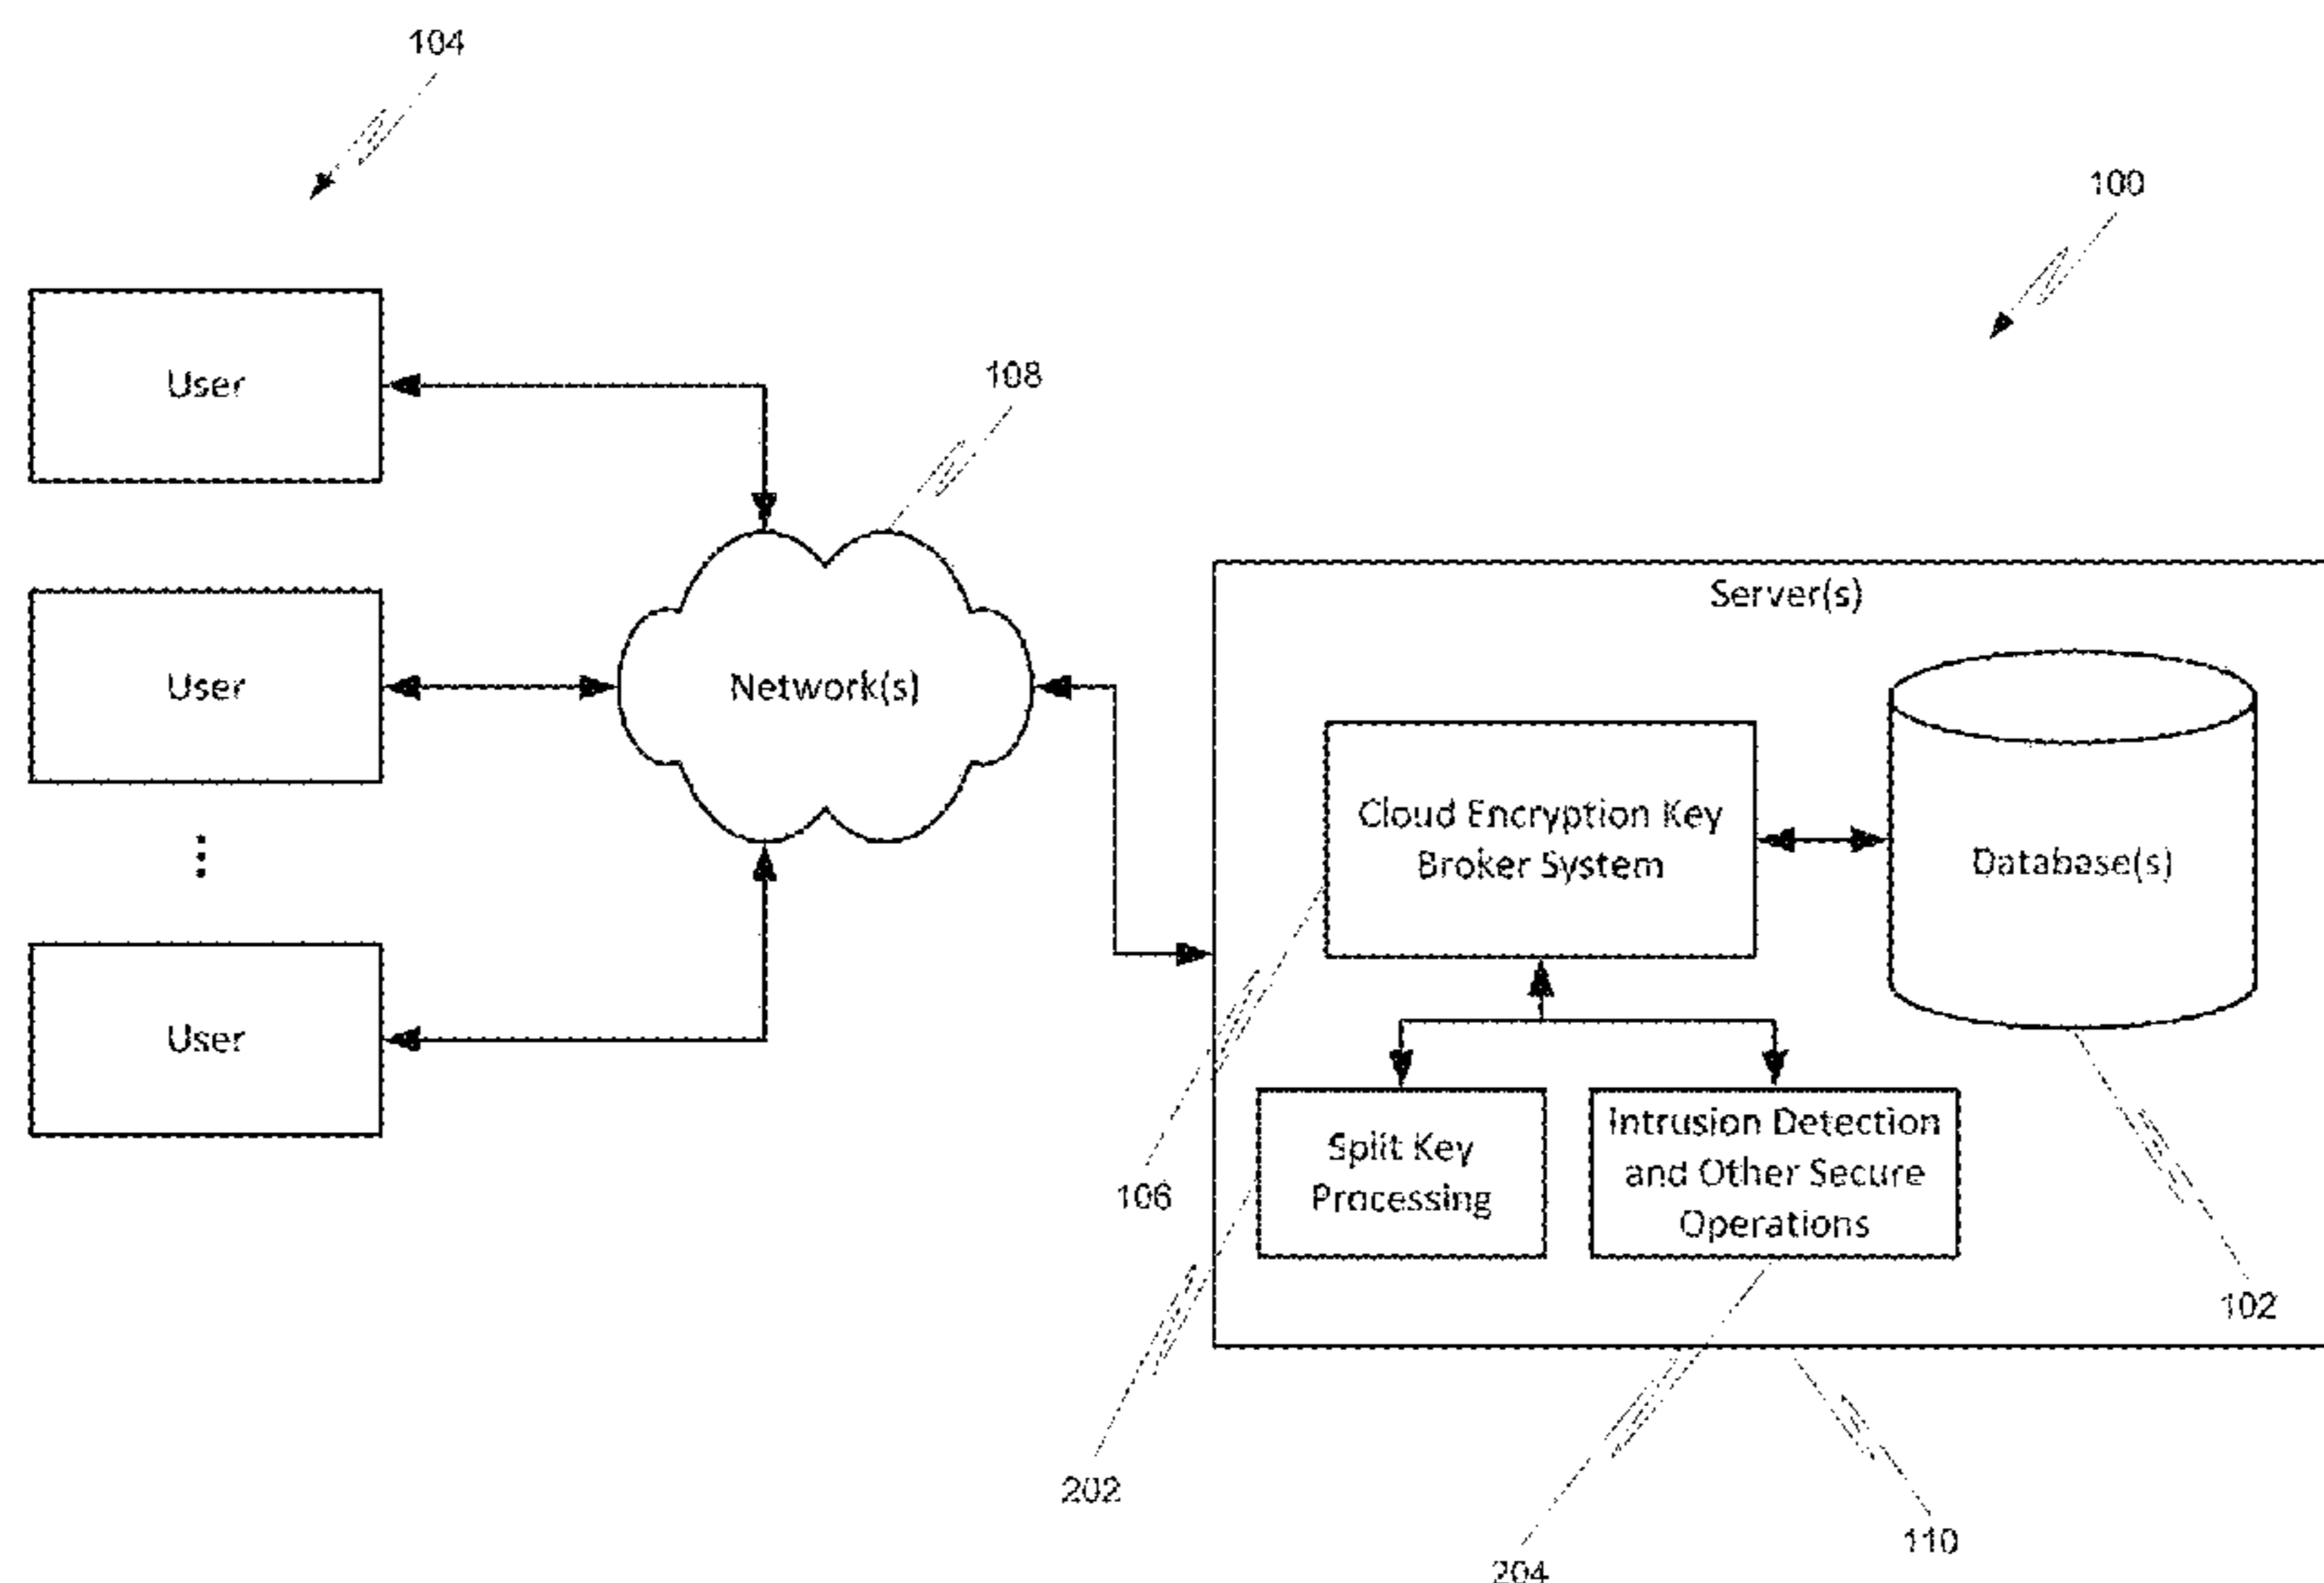 104
100
User
108
Server(s)
User
Network(s)
Cloud Encryption Key
Broker System
Database(s)
User
Split Key
Processing
Intrusion Detection
and Other Secure
Operations
106
102
202
110
204